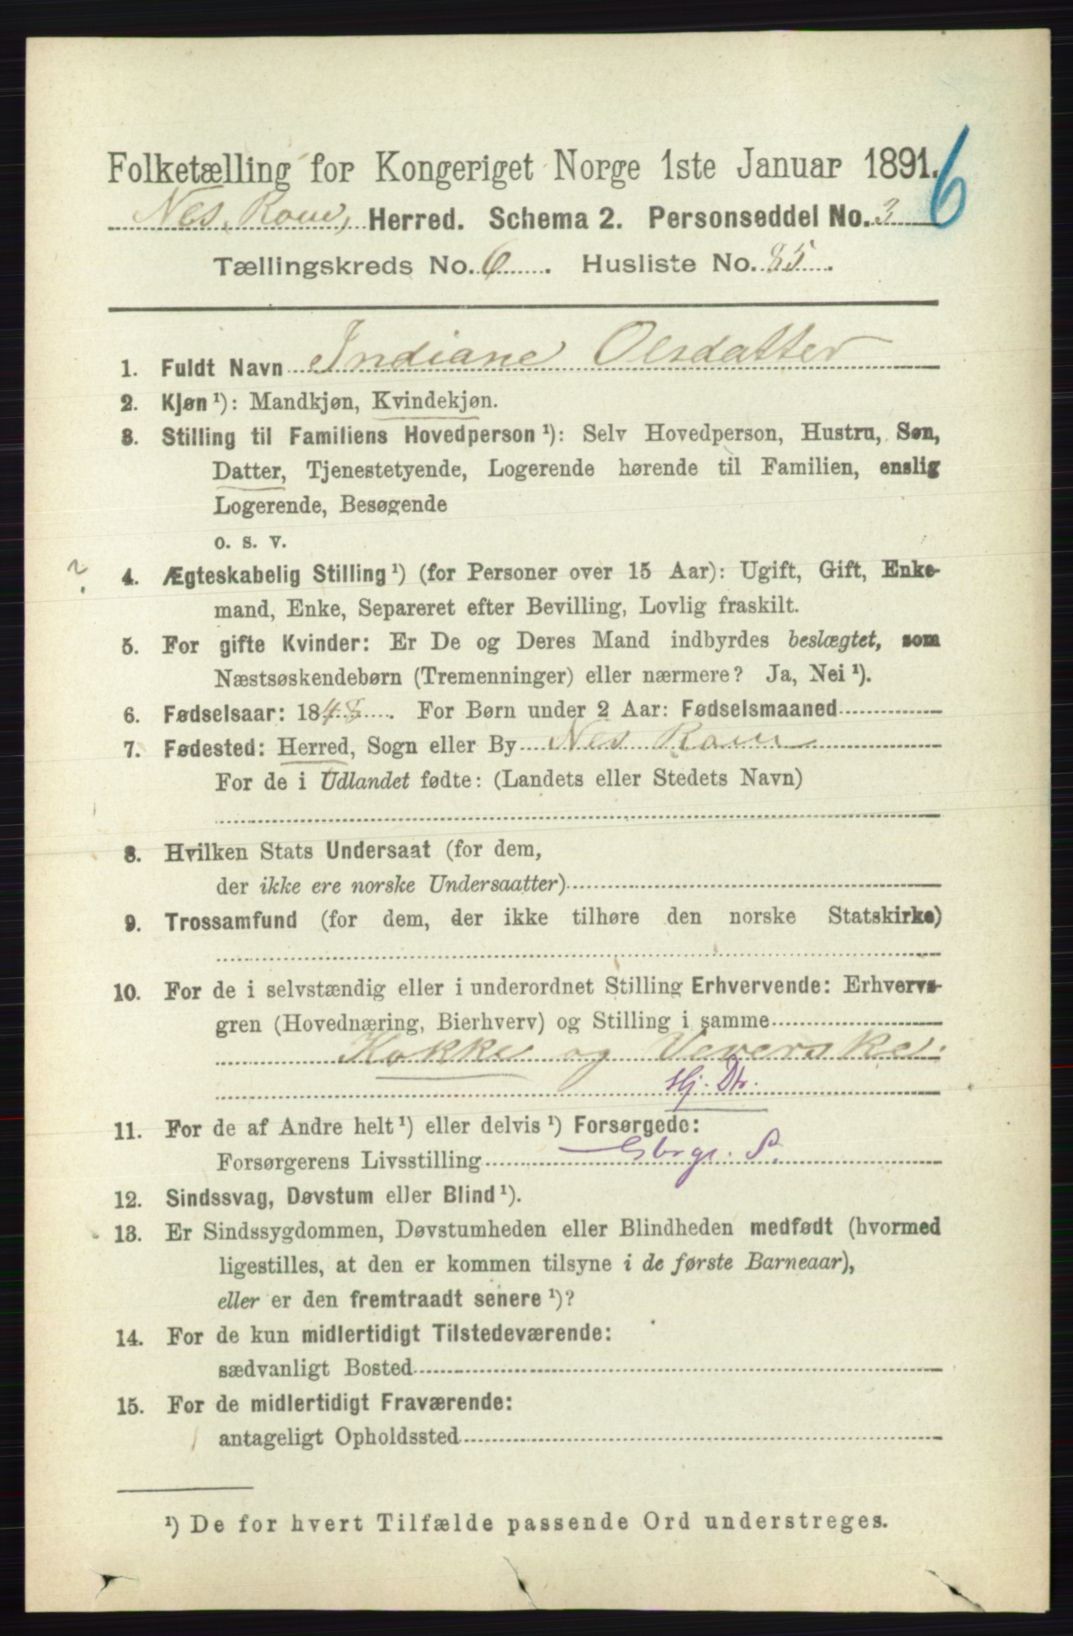 Folketælling for Kongeriget Norge 1ste Januar 1891.
6
Nes, Rom, Herred. Schema 2. Personseddel No. 3
Tællingskreds No. 6. Husliste No. 85.
1. Fuldt Navn Indiane Olsdatter
2. Kjøn ¹): Mandkjøn, Kvindekjøn.
3. Stilling til Familiens Hovedperson ¹): Selv Hovedperson, Hustru, Søn,
Datter, Tjenestetyende, Logerende hørende til Familien, enslig
Logerende, Besøgende
o. s. v.
? 4. Ægteskabelig Stilling ¹) (for Personer over 15 Aar): Ugift, Gift, Enke-
mand, Enke, Separeret efter Bevilling, Lovlig fraskilt.
5. For gifte Kvinder: Er De og Deres Mand indbyrdes beslægtet, som
Næstsøskendebørn (Tremenninger) eller nærmere? Ja, Nei ¹).
6. Fødselsaar: 1848. For Børn under 2 Aar: Fødselsmaaned
7. Fødested: Herred, Sogn eller By Nes Rom
For de i Udlandet fødte: (Landets eller Stedets Navn)
8. Hvilken Stats Undersaat (for dem,
der ikke ere norske Undersaatter)
9. Trossamfund (for dem, der ikke tilhøre den norske Statskirke)
10. For de i selvstændig eller i underordnet Stilling Erhvervende: Erhvervs-
gren (Hovednæring, Bierhverv) og Stilling i samme
Kokke og Veverske.
Hj. Dtr.
11. For de af Andre helt ¹) eller delvis ¹) Forsørgede:
Forsørgerens Livsstilling Gbrgr. S.
12. Sindssvag, Døvstum eller Blind ¹).
13. Er Sindssygdommen, Døvstumheden eller Blindheden medfødt (hvormed
ligestilles, at den er kommen tilsyne i de første Barneaar),
eller er den fremtraadt senere ¹)?
14. For de kun midlertidigt Tilstedeværende:
sædvanligt Bosted
15. For de midlertidigt Fraværende:
antageligt Opholdssted
¹) De for hvert Tilfælde passende Ord understreges.